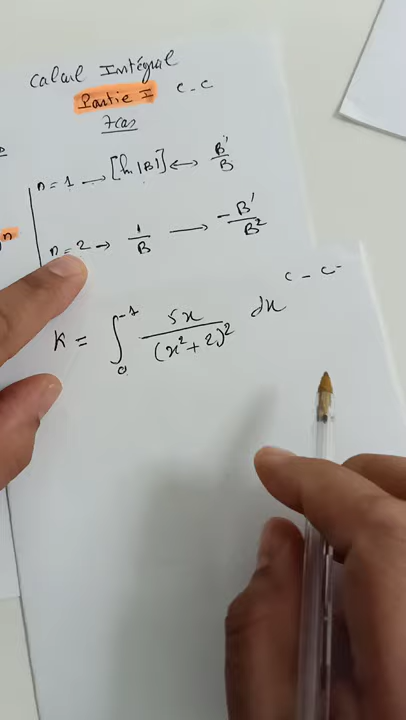 Calcul Intégral
Partie I C-C
7cas
n=1 → [ln |B|] ↔ B'/B
n
n=2 → 1/B → -B'/B²
C-C-
K = ∫₀⁻¹ 5x/(x²+2)² dx